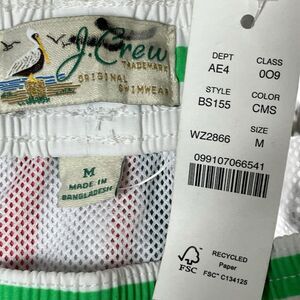 J. Crew
TRADEMARK
ORIGINAL
SWIMWEAR
M
MADE IN
BANGLADESH
DEPT CLASS
AE4 0O9
STYLE COLOR
BS155 CMS
SIZE
WZ2866 M
099107066541
FSC
RECYCLED
Paper
FSC® C134125